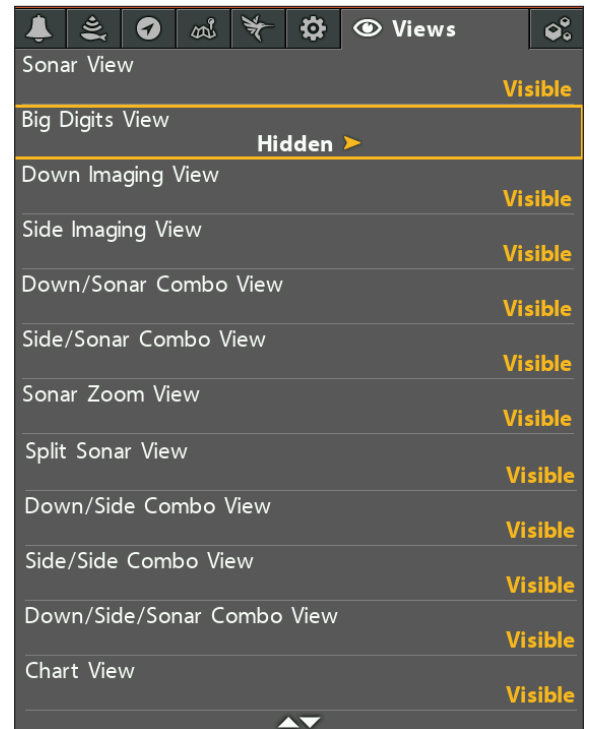 Views
Sonar View
Visible
Big Digits View
Hidden
Down Imaging View
Visible
Side Imaging View
Visible
Down/Sonar Combo View
Visible
Side/Sonar Combo View
Visible
Sonar Zoom View
Visible
Split Sonar View
Visible
Down/Side Combo View
Visible
Side/Side Combo View
Visible
Down/Side/Sonar Combo View
Visible
Chart View
Visible